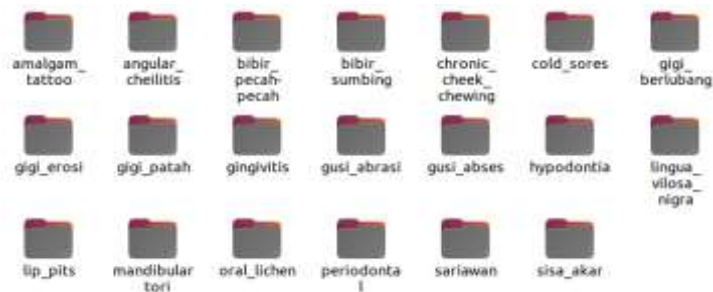 amalgam_
tattoo
angular_
cheilitis
bibir_
pecah-
pecah
bibir_
sumbing
chronic_
cheek_
chewing
cold_sores
gigi_
berlubang
gigi_erosi
gigi_patah
gingivitis
gusi_abrasi
gusi_abses
hypodontia
lingua_
vilosa_
nigra
lip_pits
mandibular
tori
oral_lichen
periodonta
l
sariawan
sisa_akar